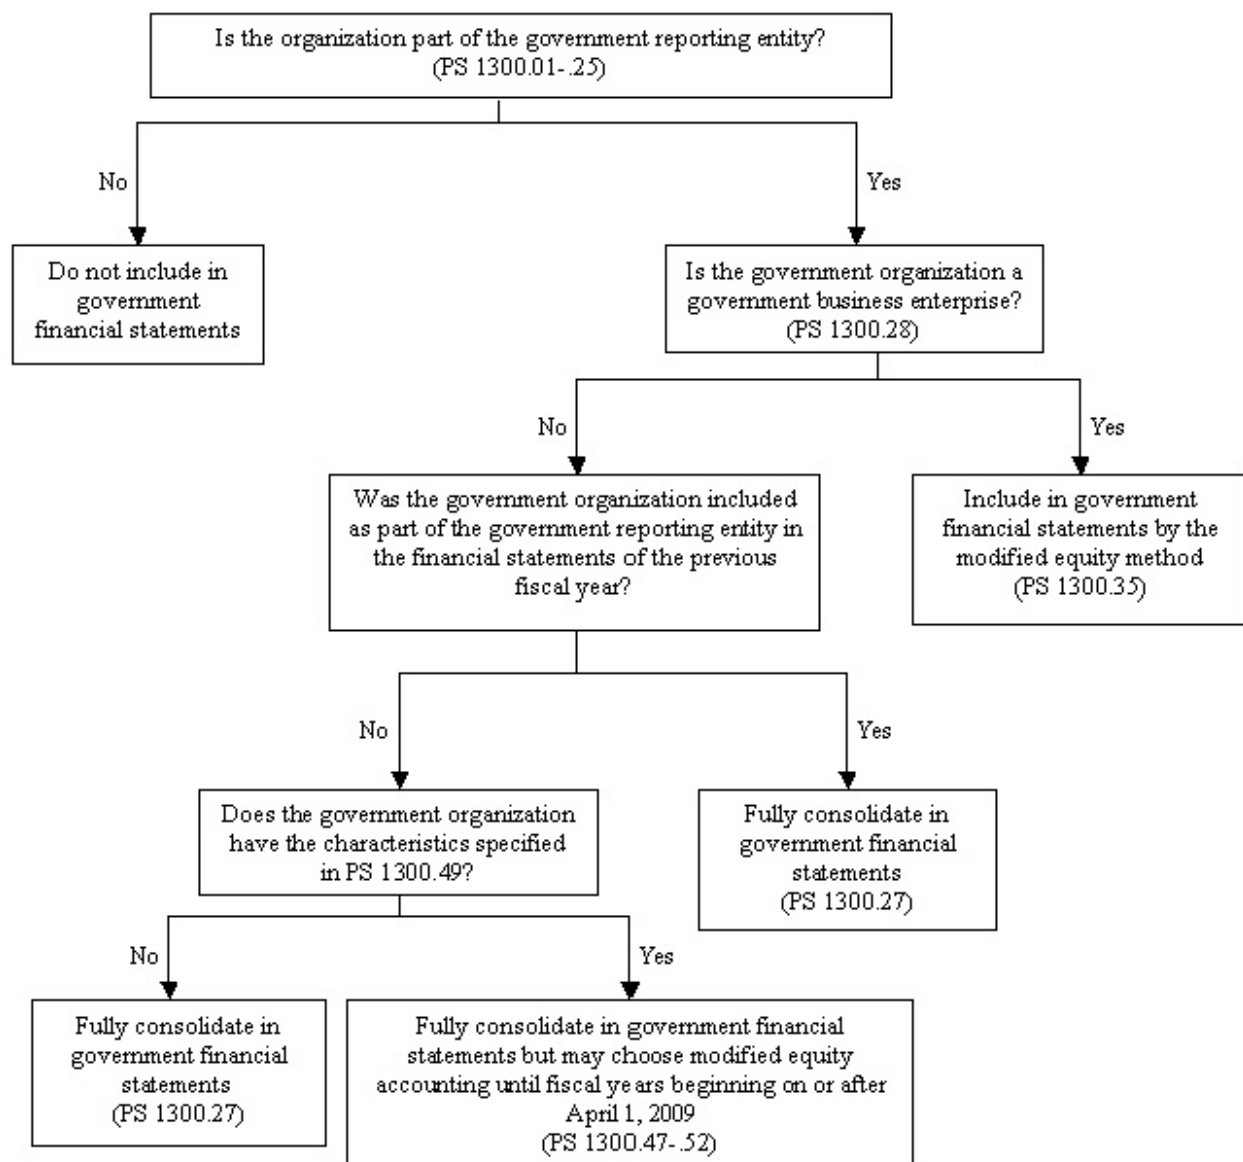 Is the organization part of the government reporting entity?
(PS 1300.01-.25)
No
Yes
Do not include in
government
financial statements
Is the government organization a
government business enterprise?
(PS 1300.28)
No
Yes
Was the government organization included
as part of the government reporting entity in
the financial statements of the previous
fiscal year?
Include in government
financial statements by the
modified equity method
(PS 1300.35)
No
Yes
Does the government organization
have the characteristics specified
in PS 1300.49?
Fully consolidate in
government financial
statements
(PS 1300.27)
No
Yes
Fully consolidate in
government financial
statements
(PS 1300.27)
Fully consolidate in government financial
statements but may choose modified equity
accounting until fiscal years beginning on or after
April 1, 2009
(PS 1300.47-.52)